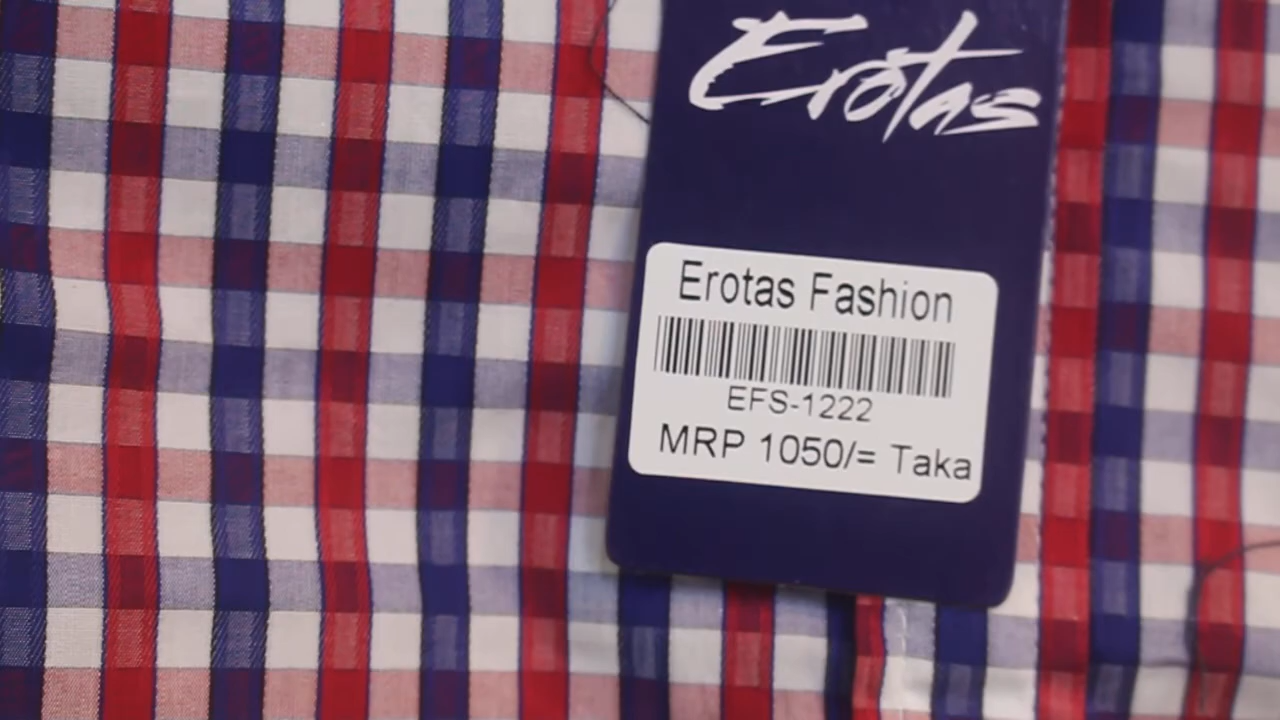 Erotas
Erotas Fashion
EFS-1222
MRP 1050/= Taka